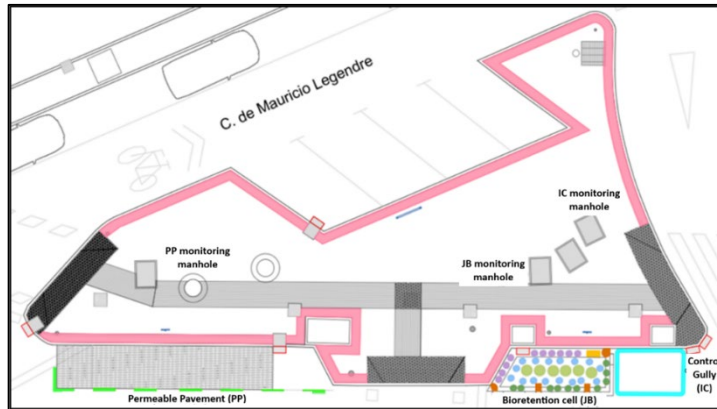 C. de Mauricio Legendre
IC monitoring
manhole
PP monitoring
manhole
JB monitoring
manhole
Contro
Gully
(IC)
Permeable Pavement (PP)
Bioretention cell (JB)